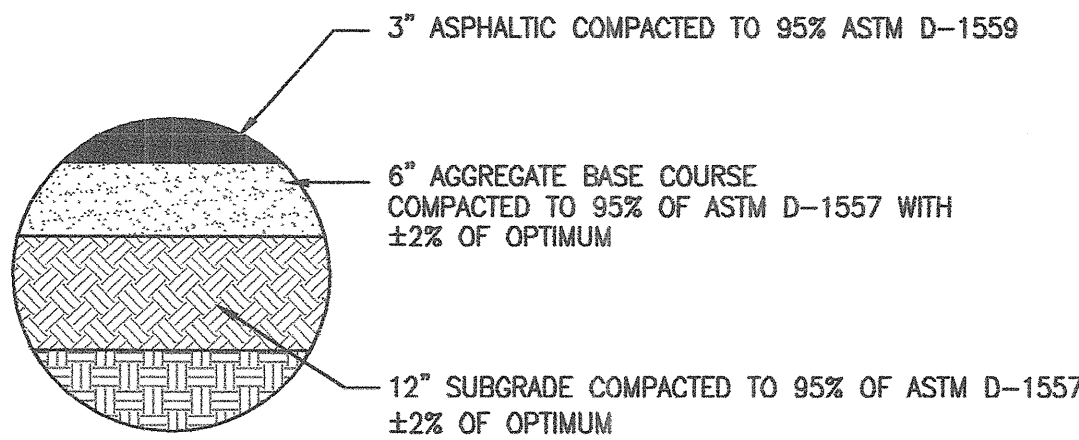 3" ASPHALTIC COMPACTED TO 95% ASTM D-1559
6" AGGREGATE BASE COURSE
COMPACTED TO 95% OF ASTM D-1557 WITH
±2% OF OPTIMUM
12" SUBGRADE COMPACTED TO 95% OF ASTM D-1557
±2% OF OPTIMUM